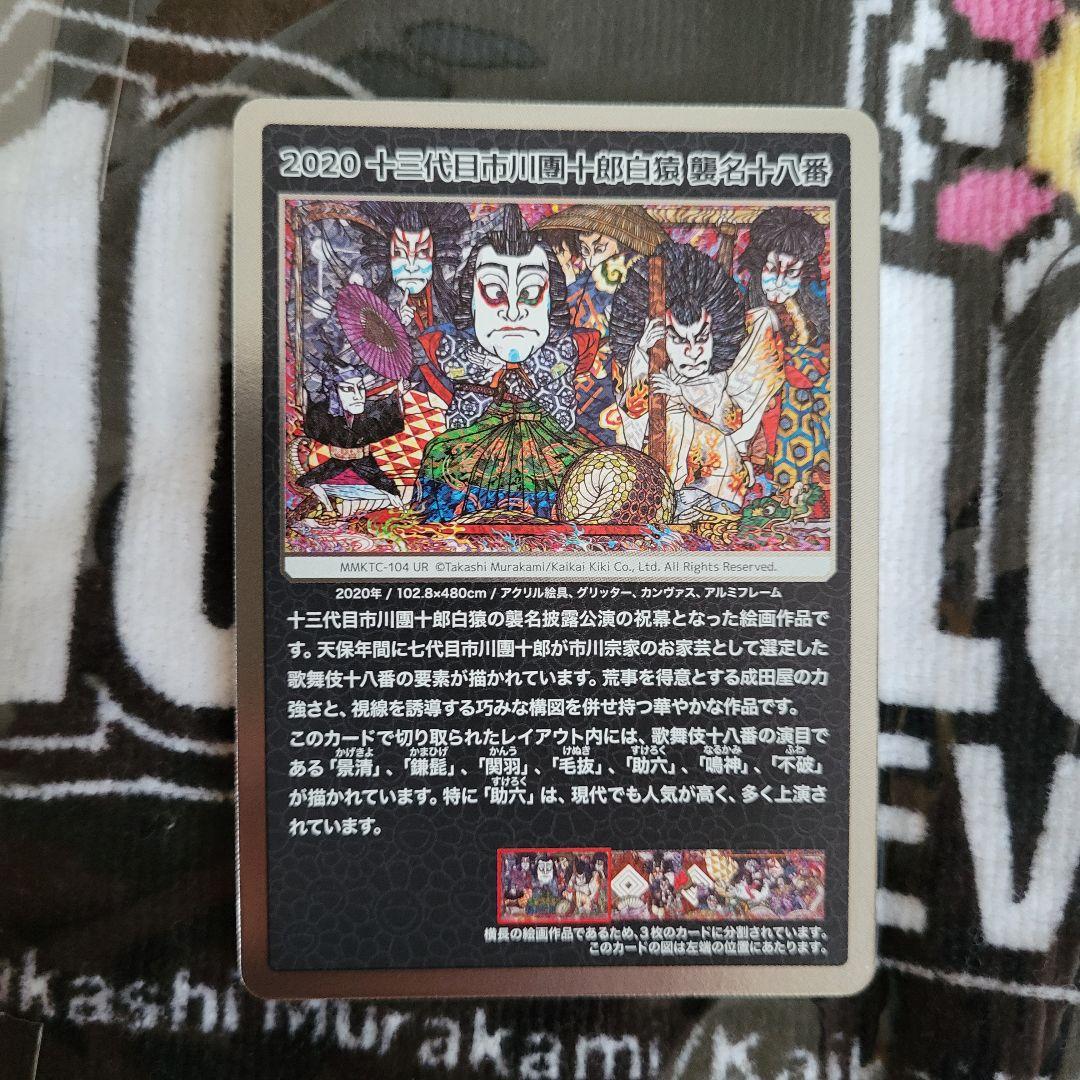 2020 十三代目市川團十郎白猿 襲名十八番
MMKTC-104 UR ©Takashi Murakami/Kaikai Kiki Co., Ltd. All Rights Reserved.
2020年 / 102.8×480cm / アクリル絵具、グリッター、カンヴァス、アルミフレーム
十三代目市川團十郎白猿の襲名披露公演の祝幕となった絵画作品で
す。天保年間に七代目市川團十郎が市川宗家のお家芸として選定した
歌舞伎十八番の要素が描かれています。荒事を得意とする成田屋の力
強さと、視線を誘導する巧みな構図を併せ持つ華やかな作品です。
このカードで切り取られたレイアウト内には、歌舞伎十八番の演目で
かげきよ かまひげ かんう けぬき すけろく なるかみ ふわ
ある「景清」、「鎌髭」、「関羽」、「毛抜」、「助六」、「鳴神」、「不破」
すけろく
が描かれています。特に「助六」は、現代でも人気が高く、多く上演さ
れています。
横長の絵画作品であるため、3枚のカードに分割されています。
このカードの図は左端の位置にあたります。
akashi Murakami/Kaik